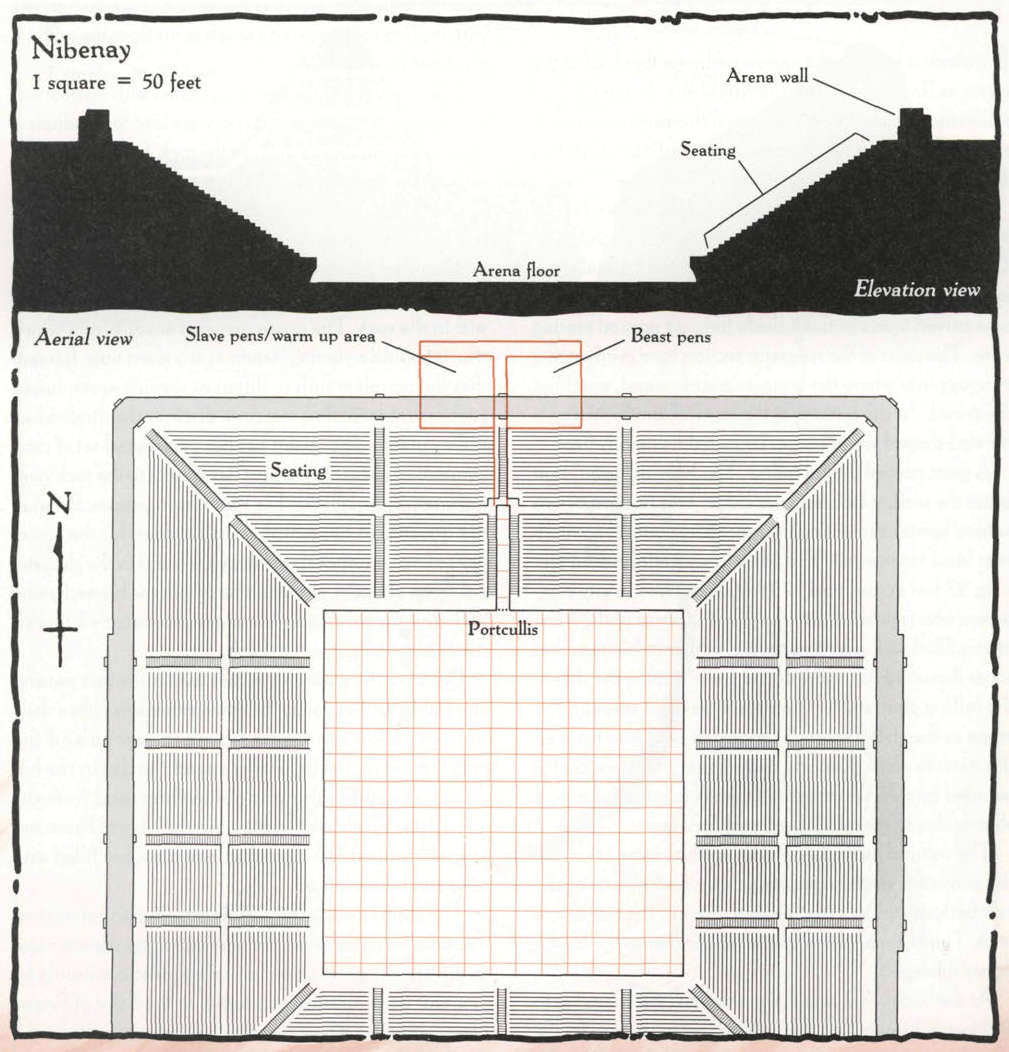 Nibenay
1 square = 50 feet
Arena wall
Seating
Arena floor
Elevation view
Aerial view
Slave pens/warm up area
Beast pens
Seating
N
Portcullis